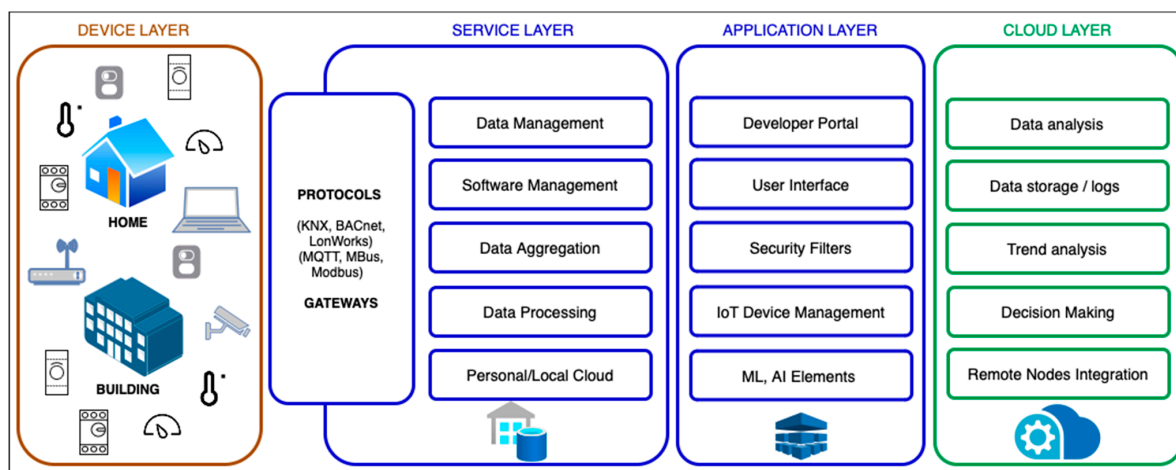 DEVICE LAYER
HOME
BUILDING
PROTOCOLS
(KNX, BACnet,
LonWorks)
(MQTT, MBus,
Modbus)
GATEWAYS
SERVICE LAYER
Data Management
Software Management
Data Aggregation
Data Processing
Personal/Local Cloud
APPLICATION LAYER
Developer Portal
User Interface
Security Filters
IoT Device Management
ML, AI Elements
CLOUD LAYER
Data analysis
Data storage / logs
Trend analysis
Decision Making
Remote Nodes Integration